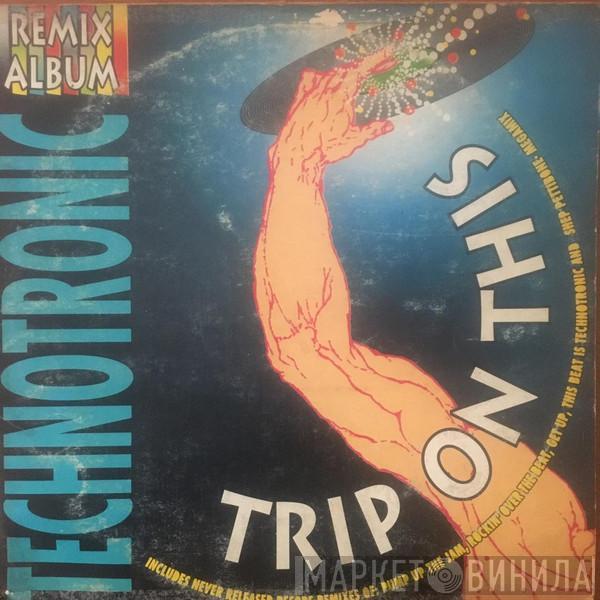 REMIX
ALBUM
TECHNOTRONIC
TRIP ON THIS
INCLUDES NEVER RELEASED BEFORE REMIXES OF: PUMP UP THE JAM, ROCKIN' OVER THE BEAT, GET UP, THIS BEAT IS TECHNOTRONIC AND SHEP PETTIBONE: MEGAMIX
МАРКЕТ ВИНИЛА